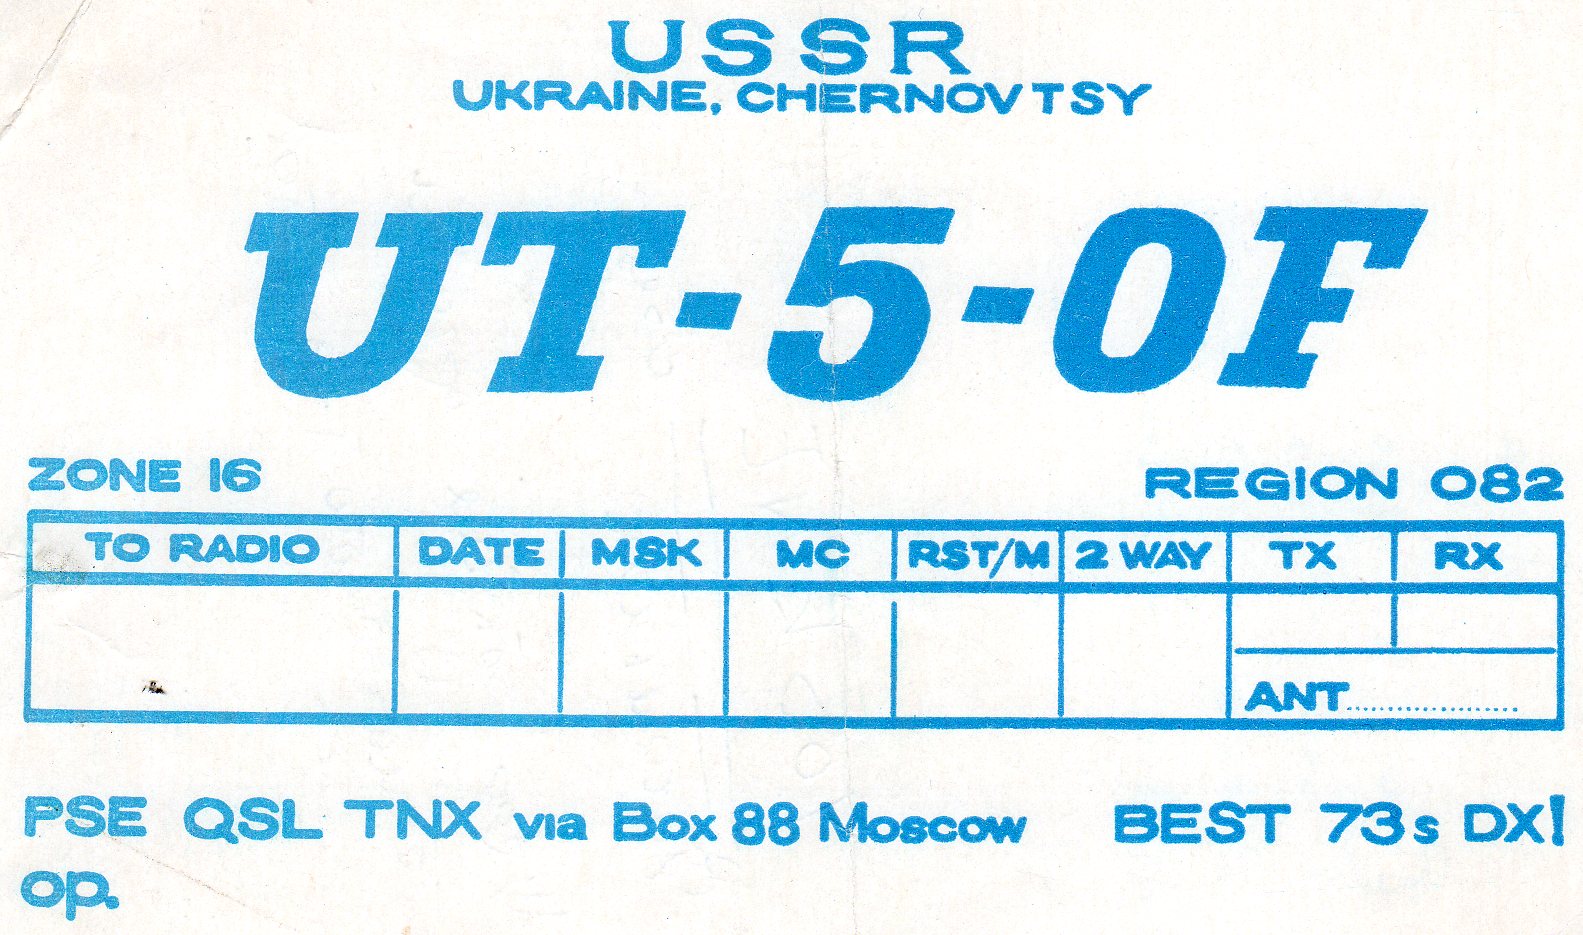 USSR
UKRAINE, CHERNOVTSY
UT-5-0F
ZONE 16 REGION 082
TO RADIO DATE MSK MC RST/M 2 WAY TX RX
ANT..................
PSE QSL TNX via Box 88 Moscow BEST 73s DX!
op.